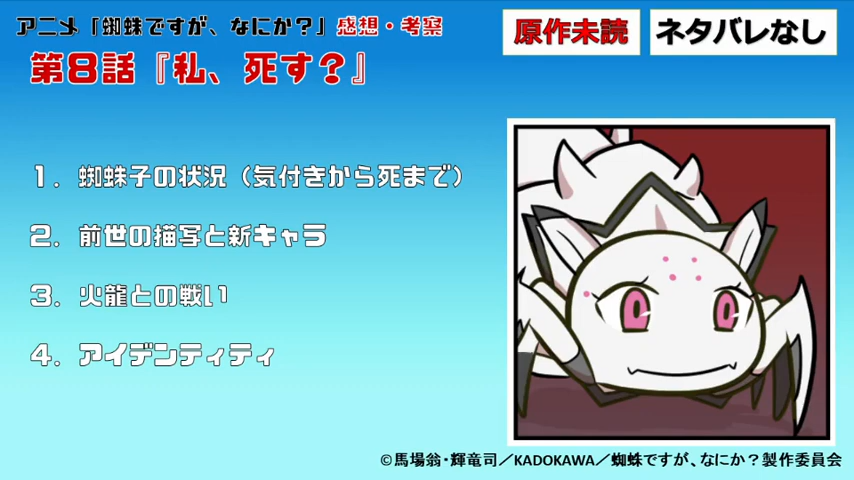 アニメ「蜘蛛ですが、なにか？」感想・考察
原作未読
ネタバレなし
第8話『私、死す？』
1. 蜘蛛子の状況（気付きから死まで）
2. 前世の描写と新キャラ
3. 火龍との戦い
4. アイデンティティ
©馬場翁・輝竜司／KADOKAWA／蜘蛛ですが、なにか？製作委員会